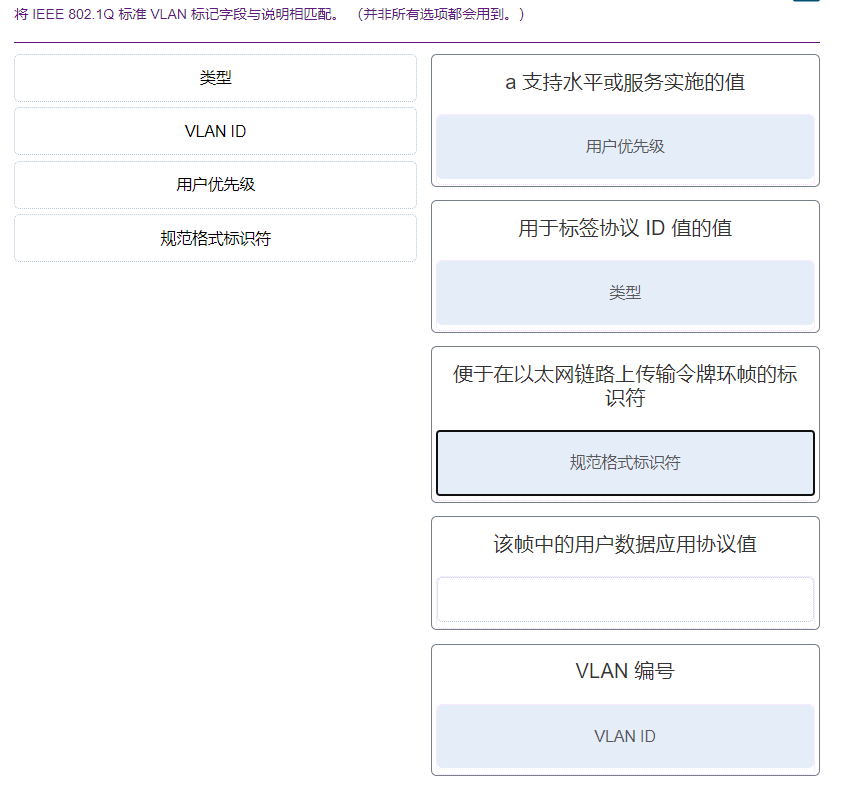 将 IEEE 802.1Q 标准 VLAN 标记字段与说明相匹配。 （并非所有选项都会用到。）
类型
VLAN ID
用户优先级
规范格式标识符
a 支持水平或服务实施的值
用户优先级
用于标签协议 ID 值的值
类型
便于在以太网链路上传输令牌环帧的标
识符
规范格式标识符
该帧中的用户数据应用协议值
VLAN 编号
VLAN ID